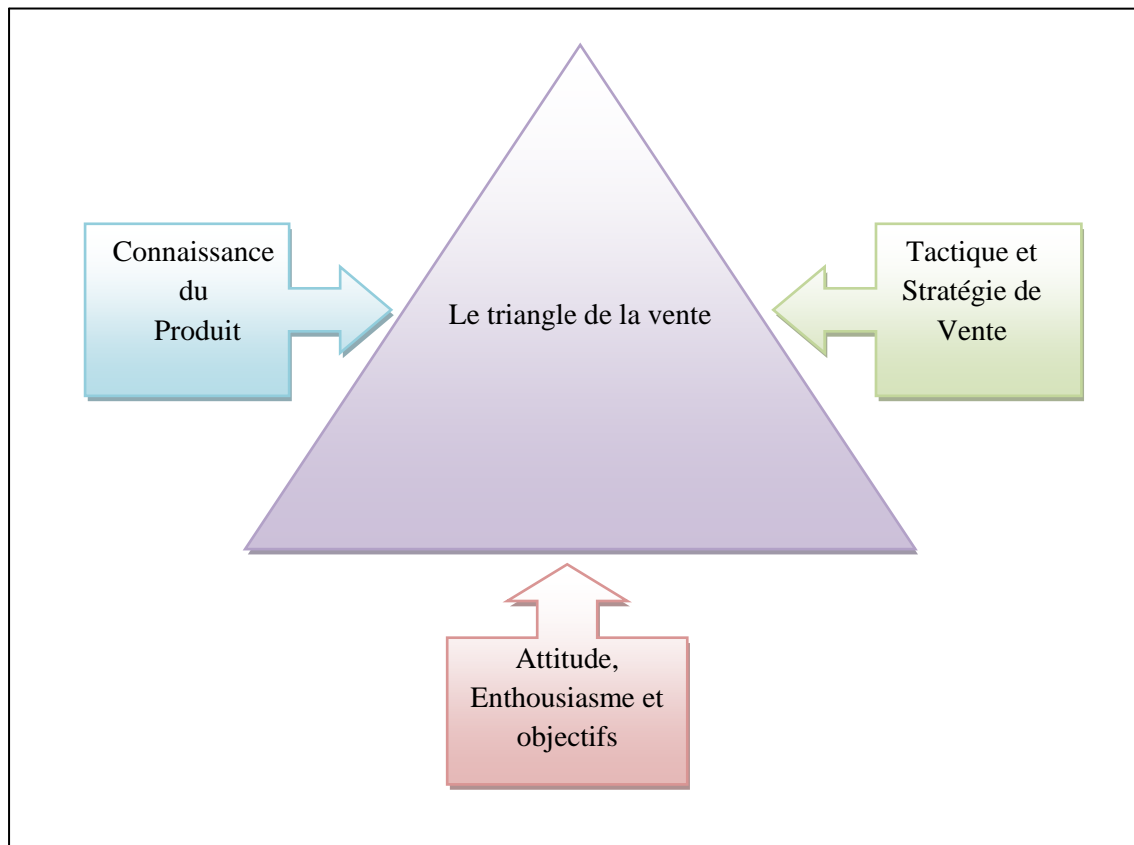 Connaissance
du
Produit
Le triangle de la vente
Tactique et
Stratégie de
Vente
Attitude,
Enthousiasme et
objectifs